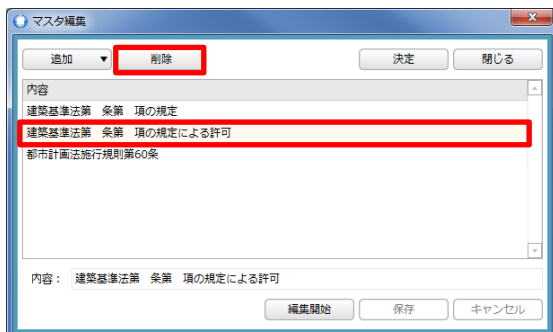 マスタ編集
追加 ▼ 削除 決定 閉じる
内容
建築基準法第　条第　項の規定
建築基準法第　条第　項の規定による許可
都市計画法施行規則第60条
内容： 建築基準法第　条第　項の規定による許可
編集開始 保存 キャンセル